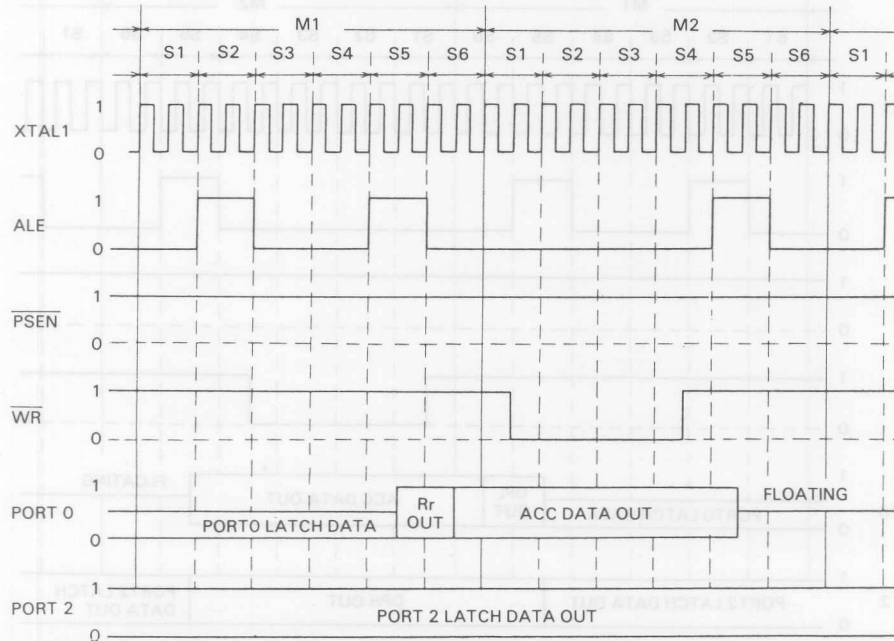 M1 M2
S1 S2 S3 S4 S5 S6 S1 S2 S3 S4 S5 S6 S1
1
XTAL1
0
1
ALE
0
1
PSEN
0
1
WR
0
1
FLOATING
Rr
PORT 0 OUT ACC DATA OUT
PORT0 LATCH DATA
0
1
PORT 2 PORT 2 LATCH DATA OUT
0